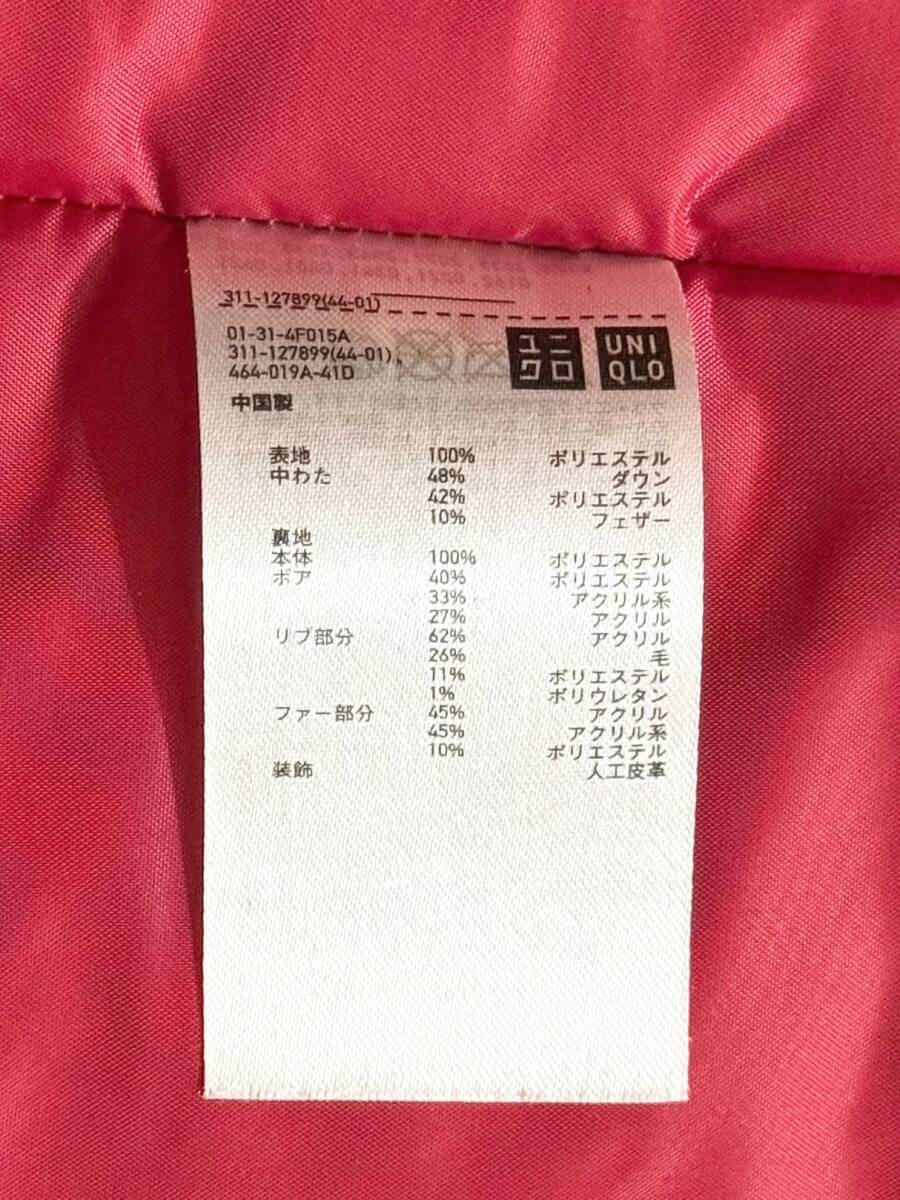 311-127899(44-01)
01-31-4F015A
311-127899(44-01)
464-019A-41D
ユニ
クロ
UNI
QLO
中国製
表地 100% ポリエステル
中わた 48% ダウン
42% ポリエステル
10% フェザー
裏地
本体 100% ポリエステル
ボア 40% ポリエステル
33% アクリル系
27% アクリル
リブ部分 62% アクリル
26% 毛
11% ポリエステル
1% ポリウレタン
ファー部分 45% アクリル
45% アクリル系
10% ポリエステル
装飾 人工皮革